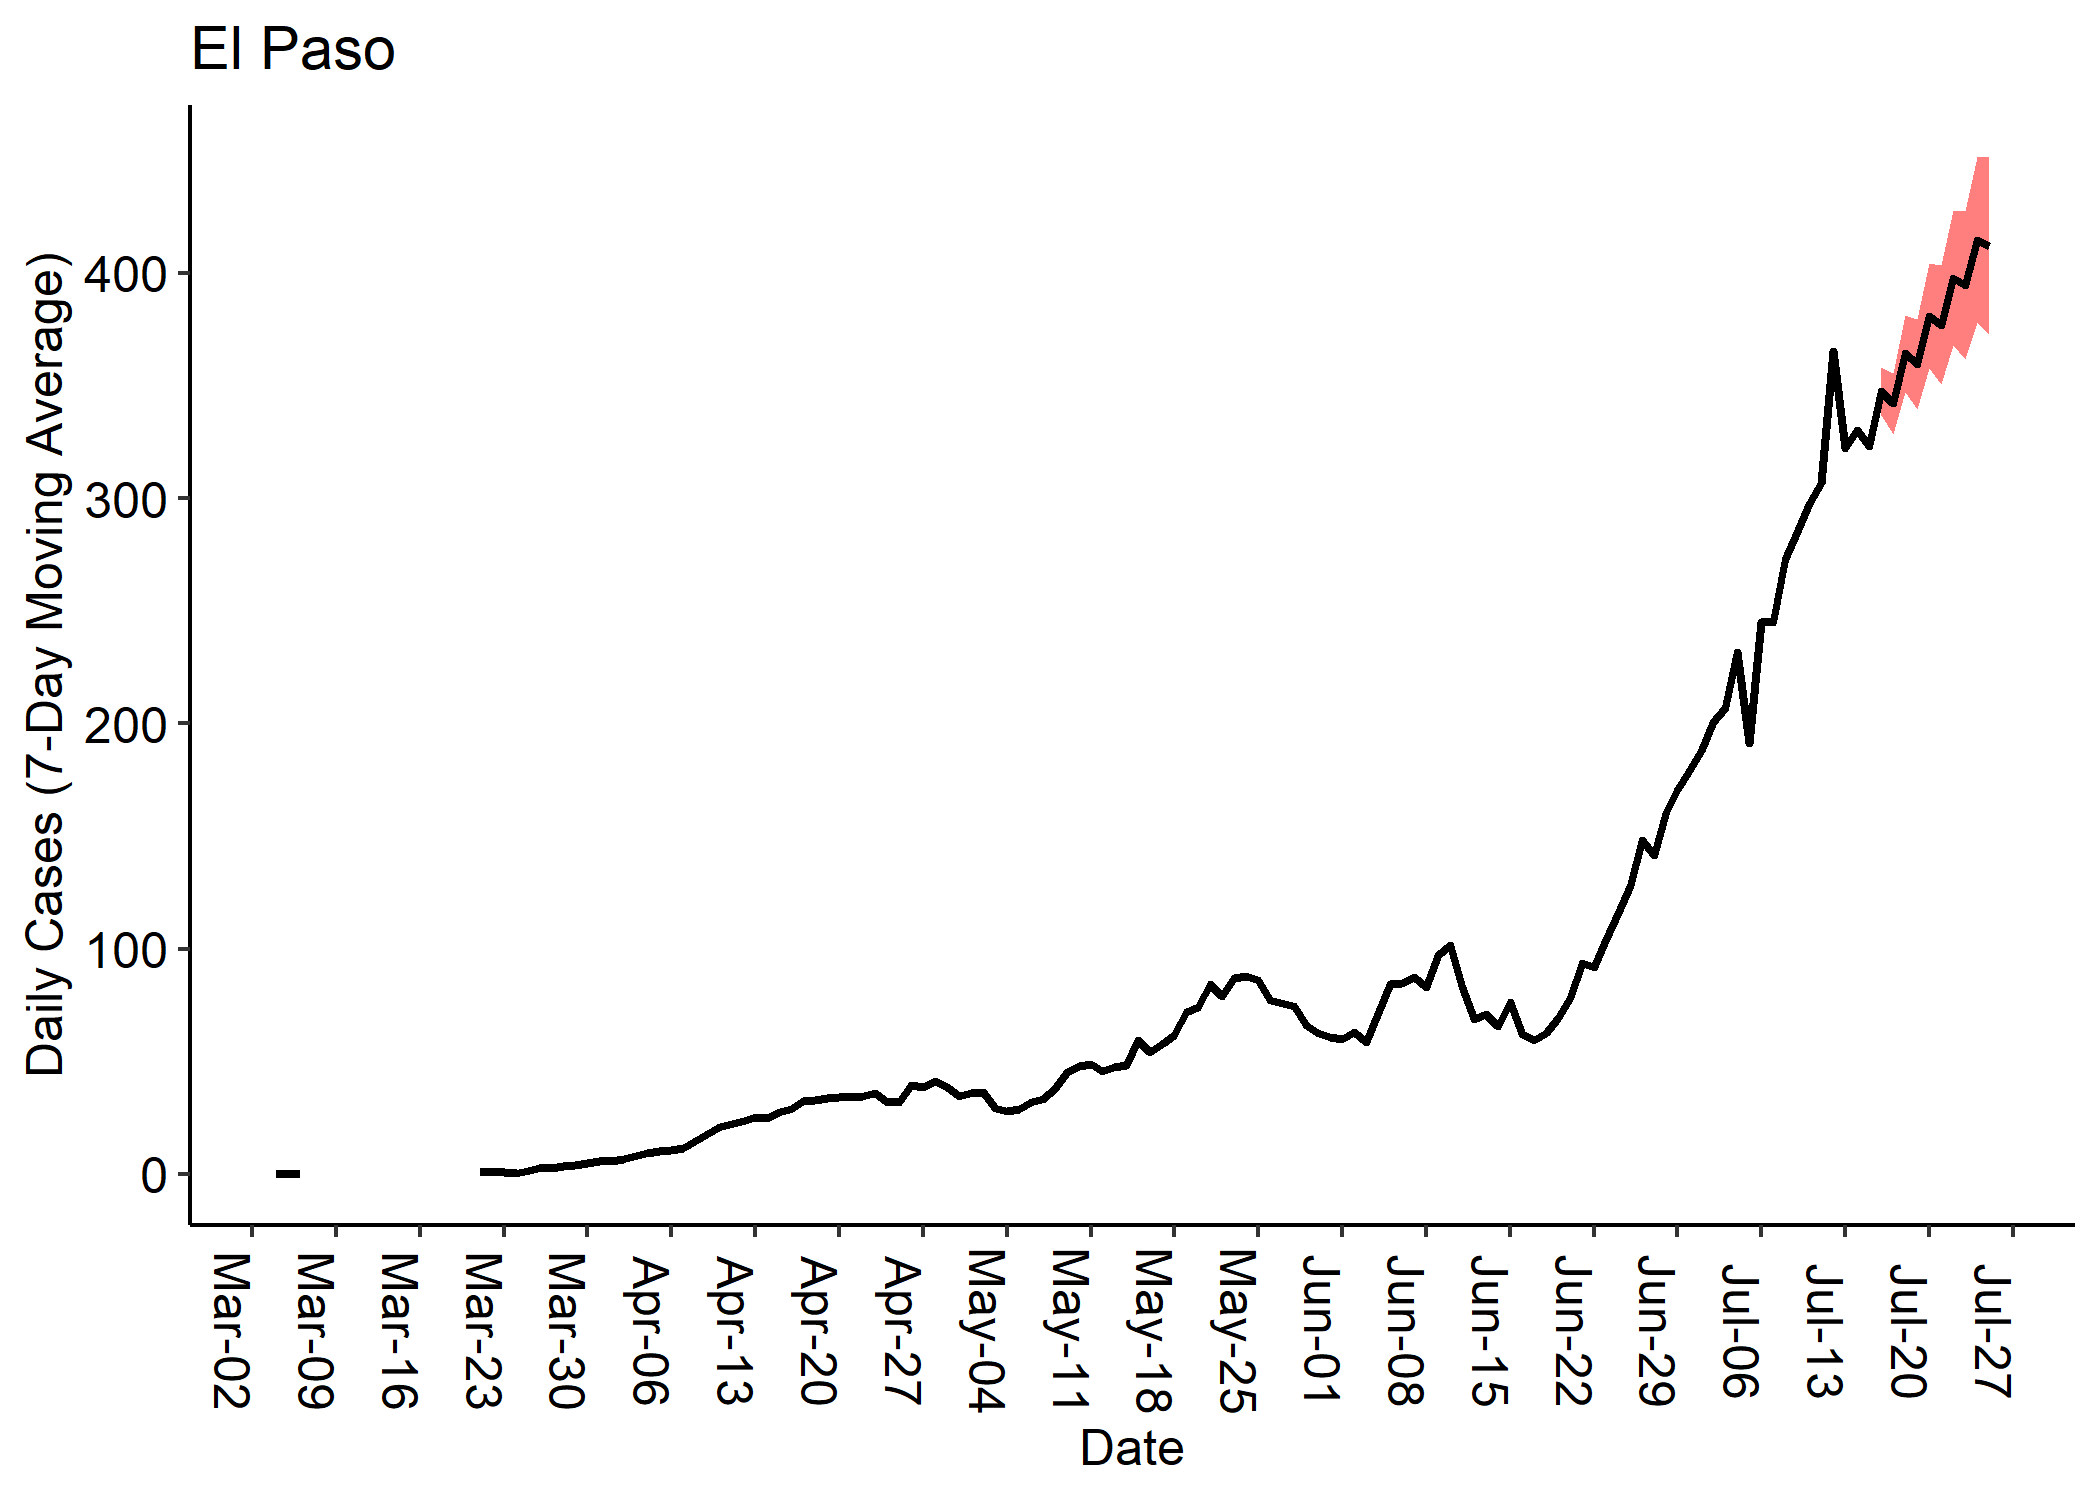 El Paso
Daily Cases (7-Day Moving Average)
400
300
200
100
0
Mar-02
Mar-09
Mar-16
Mar-23
Mar-30
Apr-06
Apr-13
Apr-20
Apr-27
May-04
May-11
May-18
May-25
Jun-01
Jun-08
Jun-15
Jun-22
Jun-29
Jul-06
Jul-13
Jul-20
Jul-27
Date